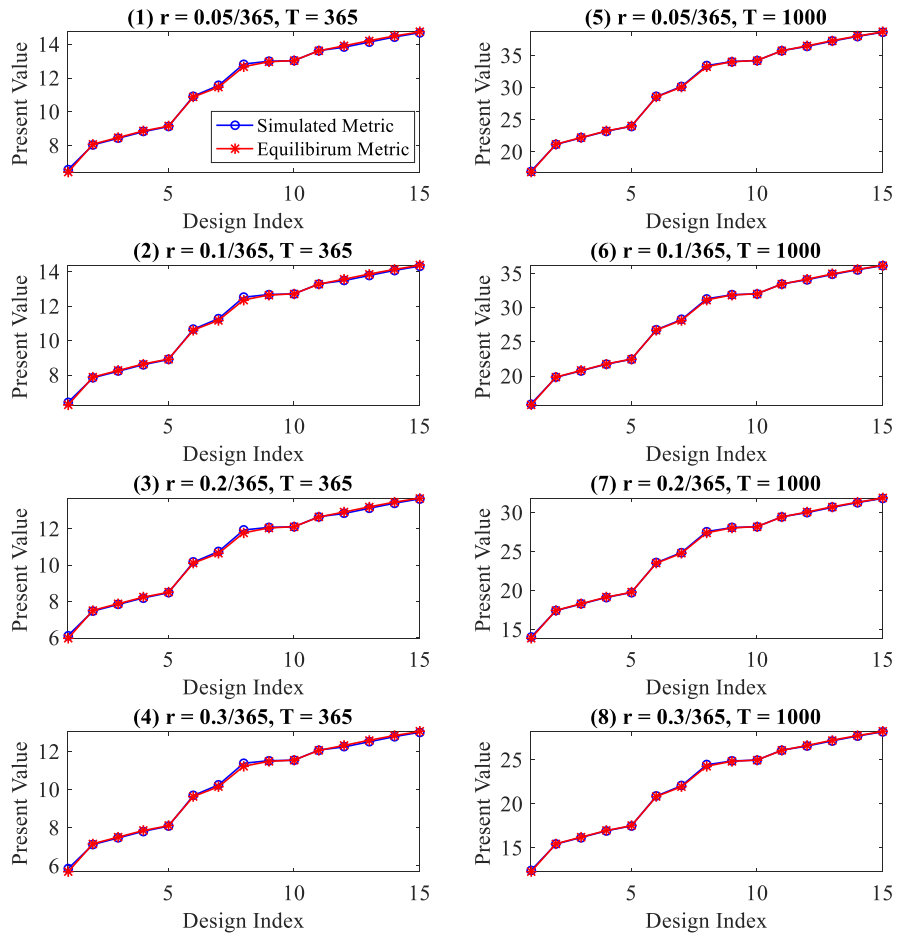 (1) r = 0.05/365, T = 365
14
12
10
8
Present Value
Simulated Metric
Equilibirum Metric
5
10
15
Design Index
(5) r = 0.05/365, T = 1000
35
30
25
20
Present Value
5
10
15
Design Index
(2) r = 0.1/365, T = 365
14
12
10
8
Present Value
5
10
15
Design Index
(6) r = 0.1/365, T = 1000
35
30
25
20
Present Value
5
10
15
Design Index
(3) r = 0.2/365, T = 365
12
10
8
6
Present Value
5
10
15
Design Index
(7) r = 0.2/365, T = 1000
30
25
20
15
Present Value
5
10
15
Design Index
(4) r = 0.3/365, T = 365
12
10
8
6
Present Value
5
10
15
Design Index
(8) r = 0.3/365, T = 1000
25
20
15
Present Value
5
10
15
Design Index